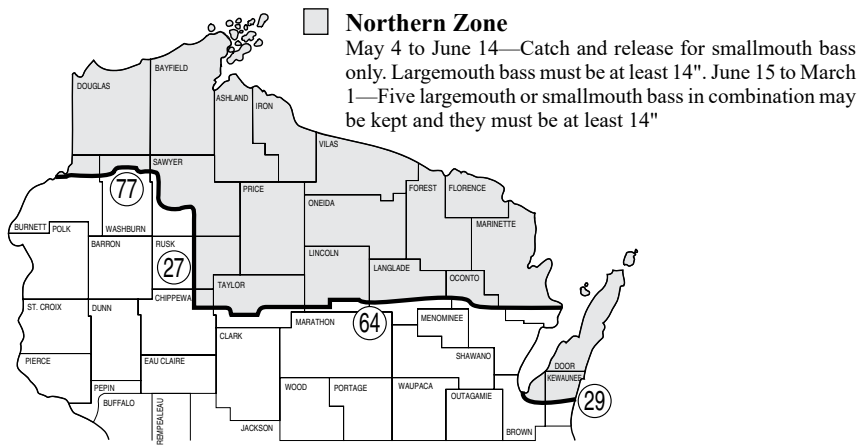 Northern Zone
May 4 to June 14—Catch and release for smallmouth bass
only. Largemouth bass must be at least 14". June 15 to March
1—Five largemouth or smallmouth bass in combination may
be kept and they must be at least 14"
BAYFIELD
DOUGLAS
ASHLAND
IRON
VILAS
SAWYER
77
PRICE
FOREST
FLORENCE
ONEIDA
BURNETT
POLK
WASHBURN
MARINETTE
BARRON
RUSK
27
LINCOLN
LANGLADE
OCONTO
TAYLOR
CHIPPEWA
ST. CROIX
DUNN
64
MARATHON
MENOMINEE
CLARK
SHAWANO
PIERCE
EAU CLAIRE
DOOR
KEWAUNEE
PEPIN
WOOD
PORTAGE
WAUPACA
OUTAGAMIE
29
BUFFALO
REMPEALEAU
JACKSON
BROWN